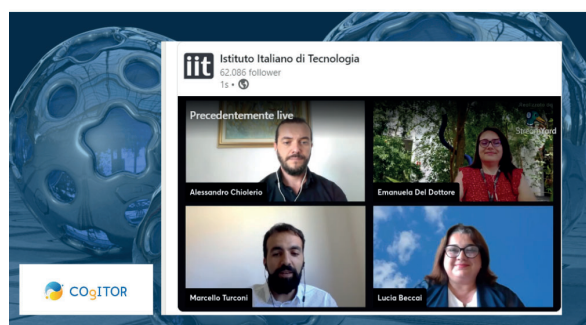 iit
Istituto Italiano di Tecnologia
62.086 follower
1s •
Precedentemente live
StreamYard
Alessandro Chiolerio
Emanuela Del Dottore
Marcello Turconi
Lucia Beccai
COgITOR